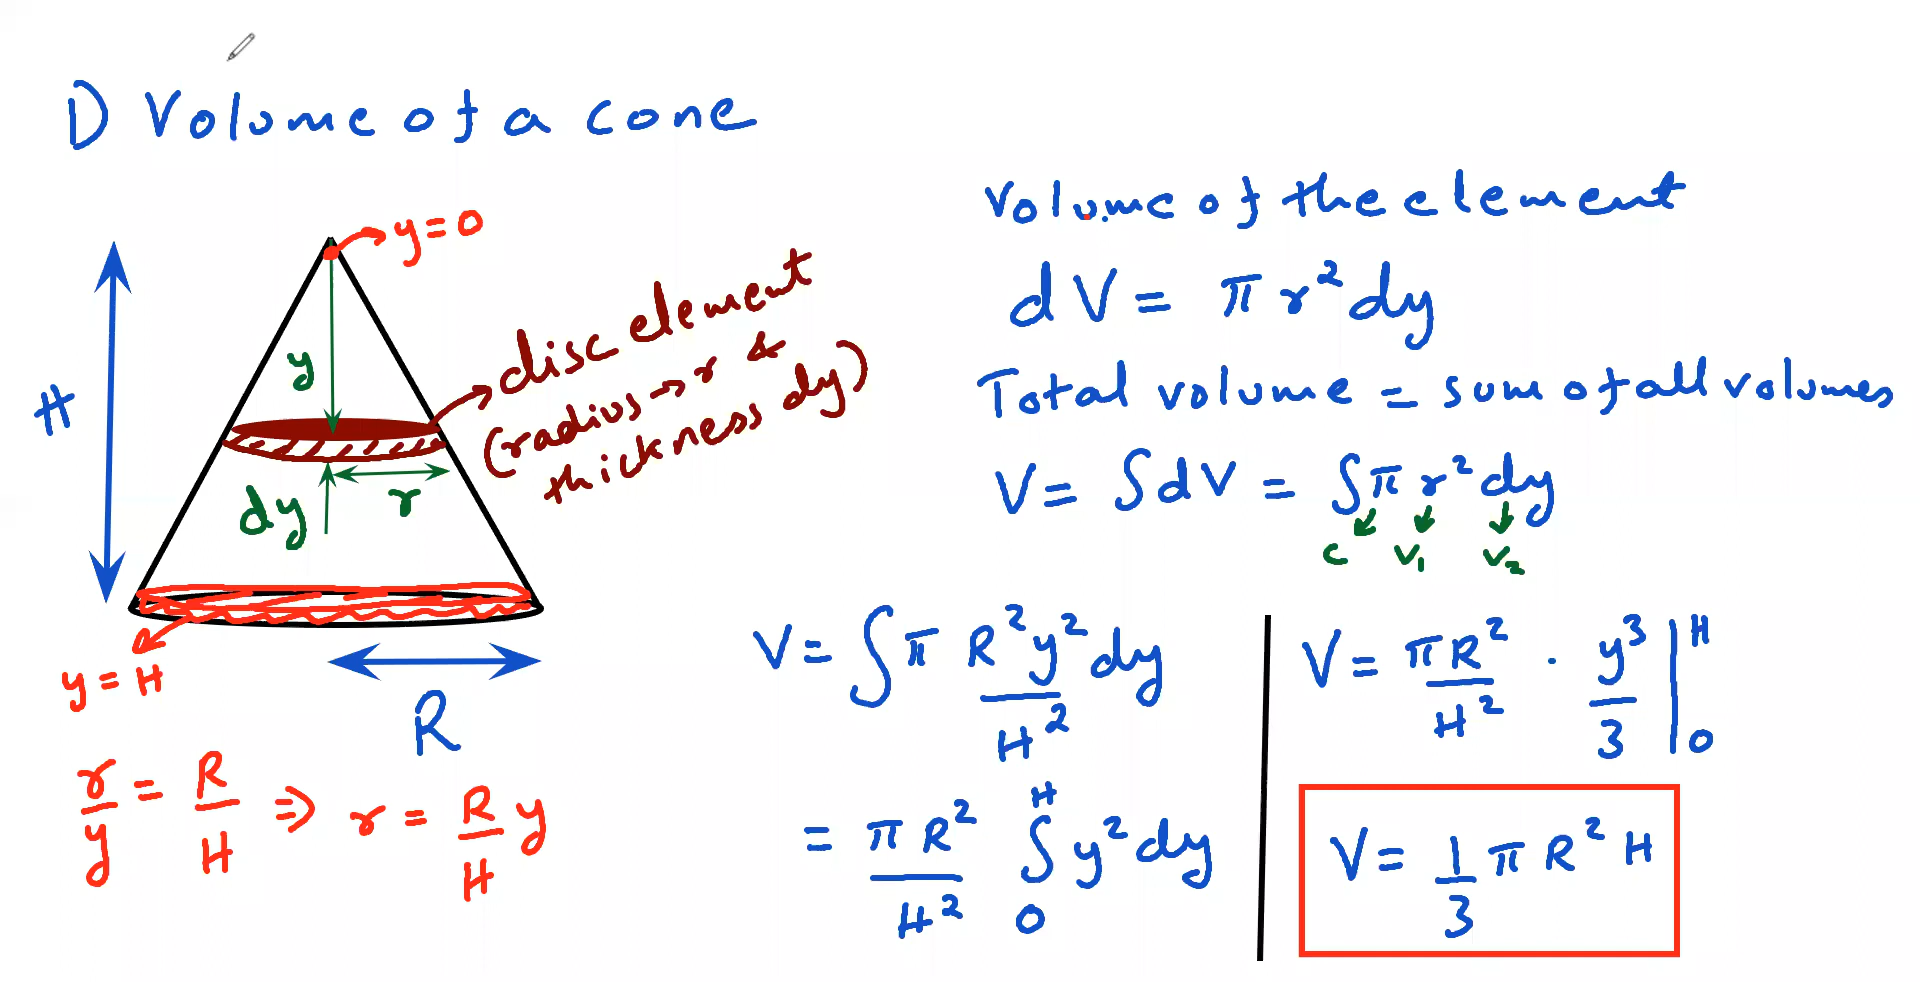 1) Volume of a cone
y=0
H
y
disc element
(radius → r &
thickness dy)
dy
r
y = H
R
r/y = R/H ⇒ r = R/H y
Volume of the element
dV = πr²dy
Total volume = sum of all volumes
V = ∫dV = ∫πr²dy
c v₁ v₂
V = ∫π R²y²/H² dy
= πR²/H² ∫₀ᴴ y²dy
V = πR²/H² · y³/3 |₀ᴴ
V = 1/3 πR²H